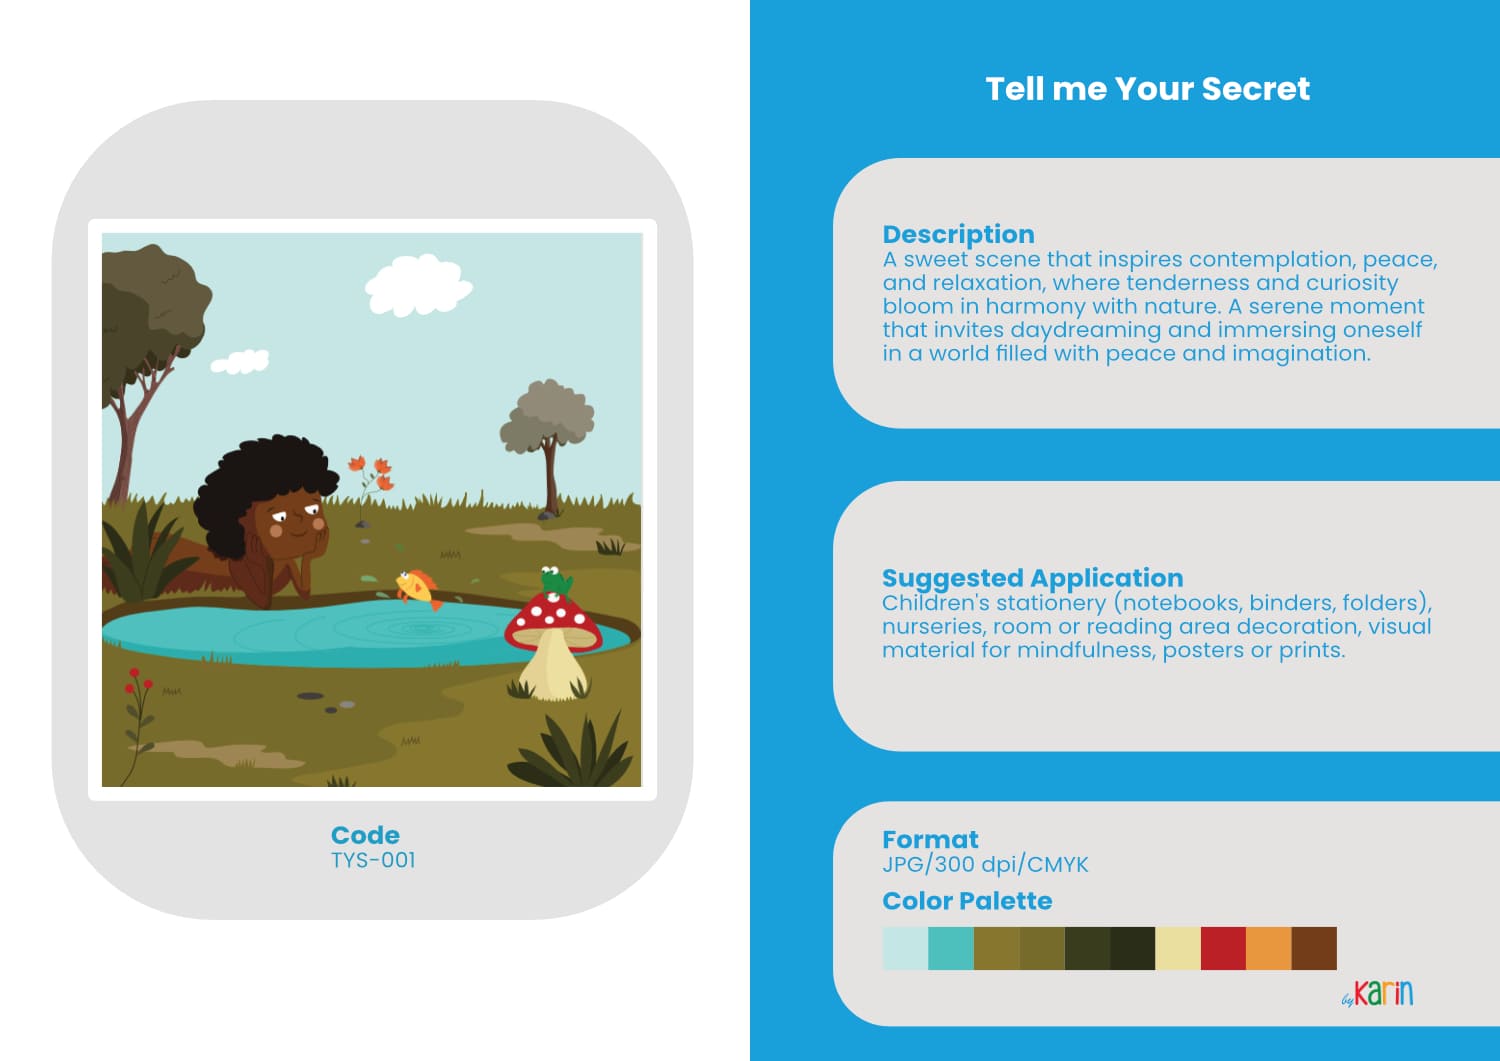 Code
TYS-001
Tell me Your Secret
Description
A sweet scene that inspires contemplation, peace,
and relaxation, where tenderness and curiosity
bloom in harmony with nature. A serene moment
that invites daydreaming and immersing oneself
in a world filled with peace and imagination.
Suggested Application
Children's stationery (notebooks, binders, folders),
nurseries, room or reading area decoration, visual
material for mindfulness, posters or prints.
Format
JPG/300 dpi/CMYK
Color Palette
by Karin